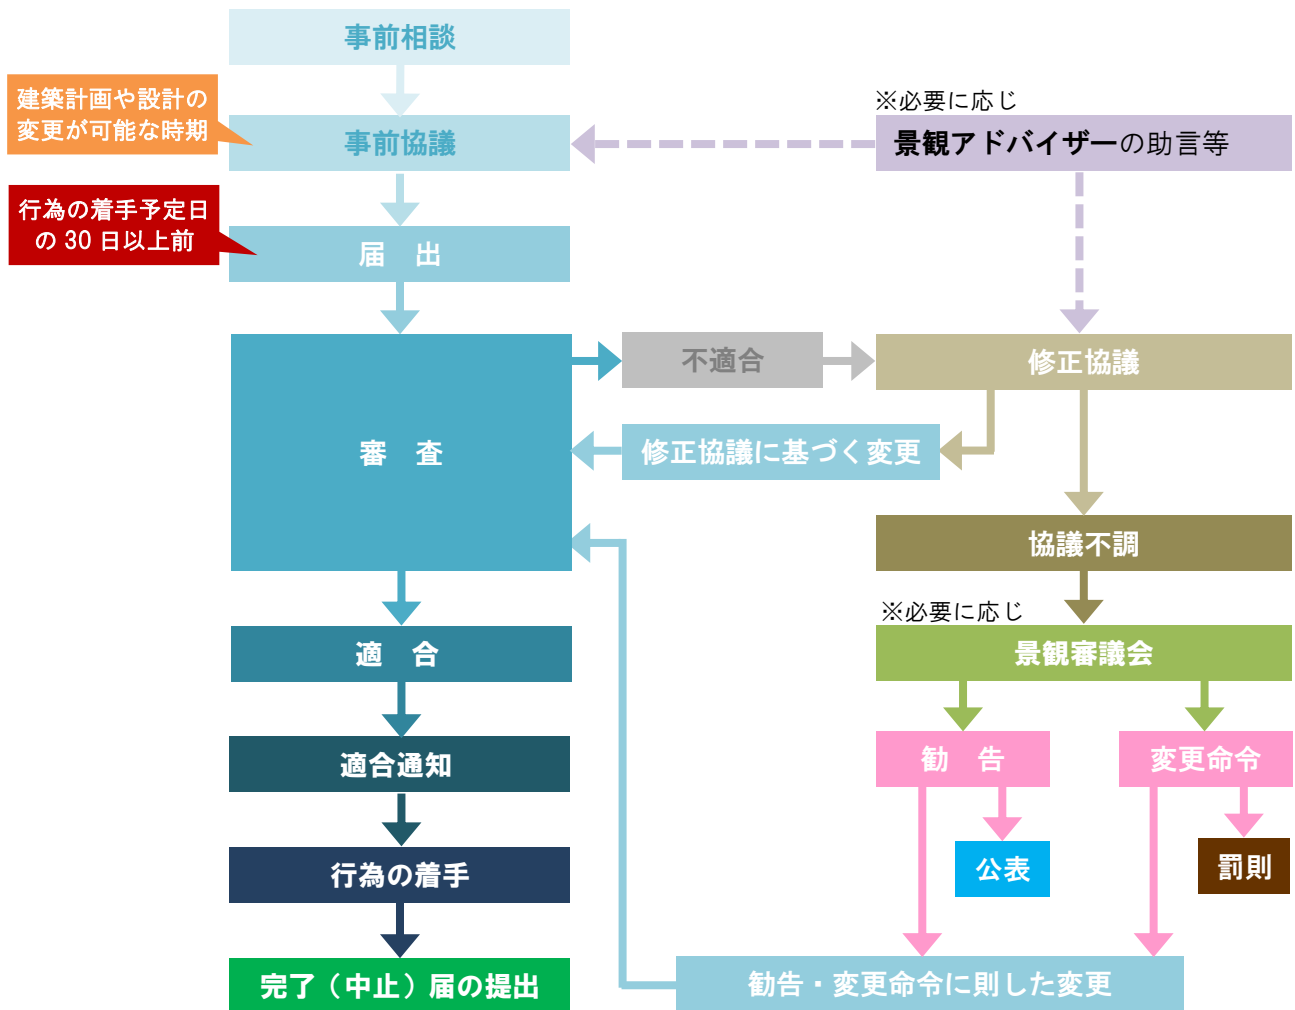 事前相談
建築計画や設計の
変更が可能な時期
事前協議
※必要に応じ
景観アドバイザーの助言等
行為の着手予定日
の 30 日以上前
届　出
審　査
不適合
修正協議
修正協議に基づく変更
協議不調
※必要に応じ
景観審議会
適　合
勧　告
変更命令
適合通知
公表
罰則
行為の着手
完了（中止）届の提出
勧告・変更命令に則した変更